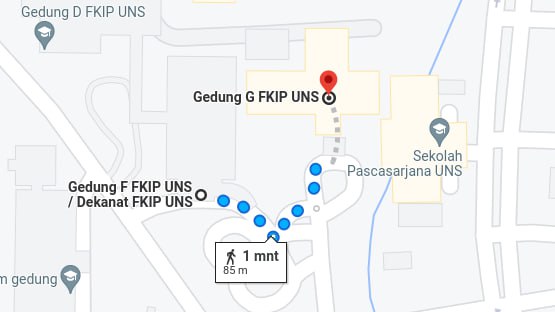 Gedung D FKIP UNS
Gedung G FKIP UNS
Sekolah
Pascasarjana UNS
Gedung F FKIP UNS
/ Dekanat FKIP UNS
1 mnt
85 m
m gedung